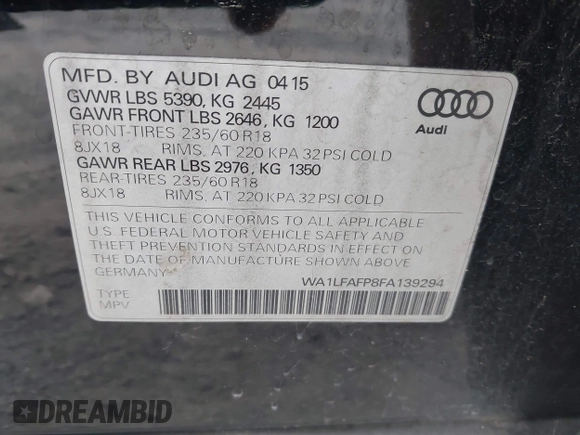 MFD. BY AUDI AG 04 15
GVWR LBS 5390, KG 2445
GAWR FRONT LBS 2646, KG 1200
FRONT-TIRES 235/60 R18
8JX18 RIMS, AT 220 KPA 32 PSI COLD
GAWR REAR LBS 2976, KG 1350
REAR-TIRES 235/60 R18
8JX18 RIMS, AT 220 KPA 32 PSI COLD
Audi
THIS VEHICLE CONFORMS TO ALL APPLICABLE
U.S. FEDERAL MOTOR VEHICLE SAFETY AND
THEFT PREVENTION STANDARDS IN EFFECT ON
THE DATE OF MANUFACTURE SHOWN ABOVE
GERMANY
WA1LFAFP8FA139294
TYPE
MPV
DREAMBID